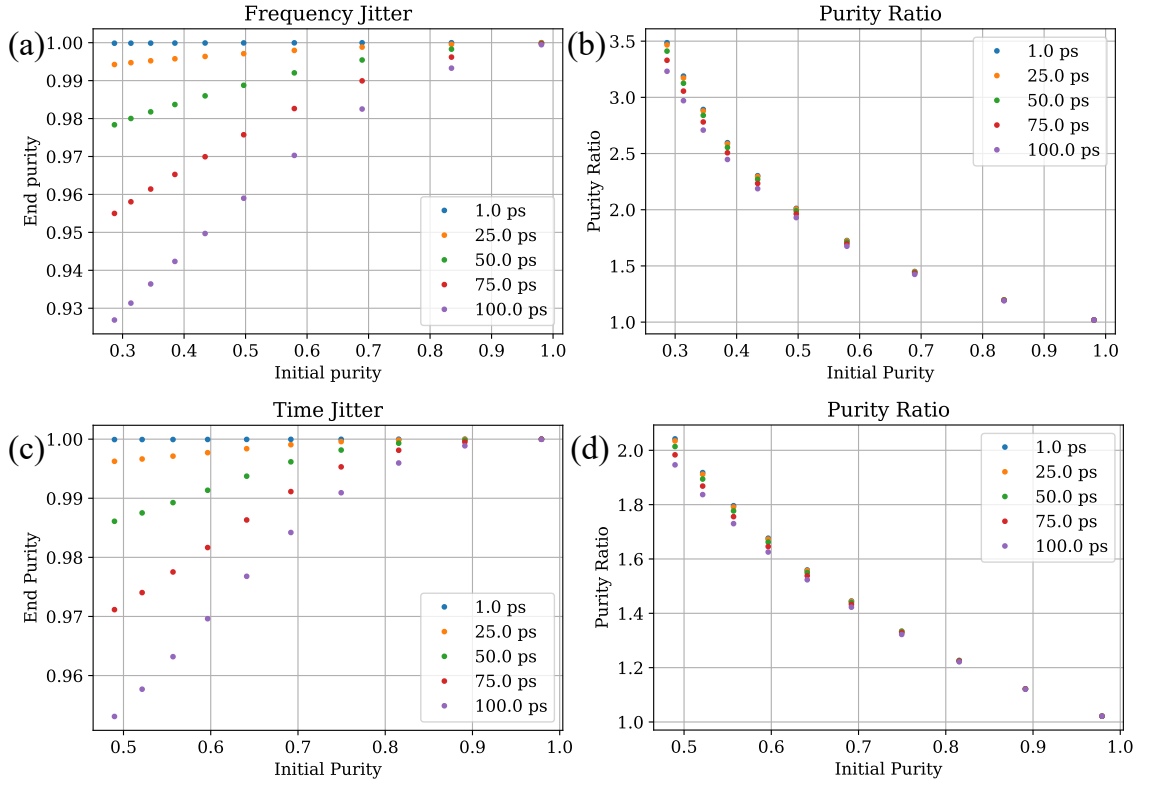 Frequency Jitter
(a)
1.00
0.99
0.98
0.97
0.96
0.95
0.94
0.93
End purity
1.0 ps
25.0 ps
50.0 ps
75.0 ps
100.0 ps
0.3 0.4 0.5 0.6 0.7 0.8 0.9 1.0
Initial purity
Purity Ratio
(b)
3.5
3.0
2.5
2.0
1.5
1.0
Purity Ratio
1.0 ps
25.0 ps
50.0 ps
75.0 ps
100.0 ps
0.3 0.4 0.5 0.6 0.7 0.8 0.9 1.0
Initial Purity
Time Jitter
(c)
1.00
0.99
0.98
0.97
0.96
End Purity
1.0 ps
25.0 ps
50.0 ps
75.0 ps
100.0 ps
0.5 0.6 0.7 0.8 0.9 1.0
Initial Purity
Purity Ratio
(d)
2.0
1.8
1.6
1.4
1.2
1.0
Purity Ratio
1.0 ps
25.0 ps
50.0 ps
75.0 ps
100.0 ps
0.5 0.6 0.7 0.8 0.9 1.0
Initial Purity